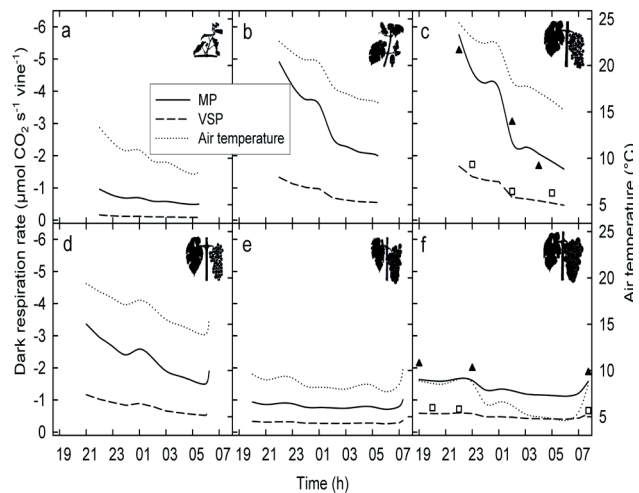 -6
-5
-4
-3
-2
-1
0
a
b
c
25
20
15
10
5
MP
VSP
Air temperature
-6
-5
-4
-3
-2
-1
0
d
e
f
25
20
15
10
5
Dark respiration rate (µmol CO₂ s⁻¹ vine⁻¹)
Air temperature (°C)
19 21 23 01 03 05 07 19 21 23 01 03 05 07 19 21 23 01 03 05 07
Time (h)